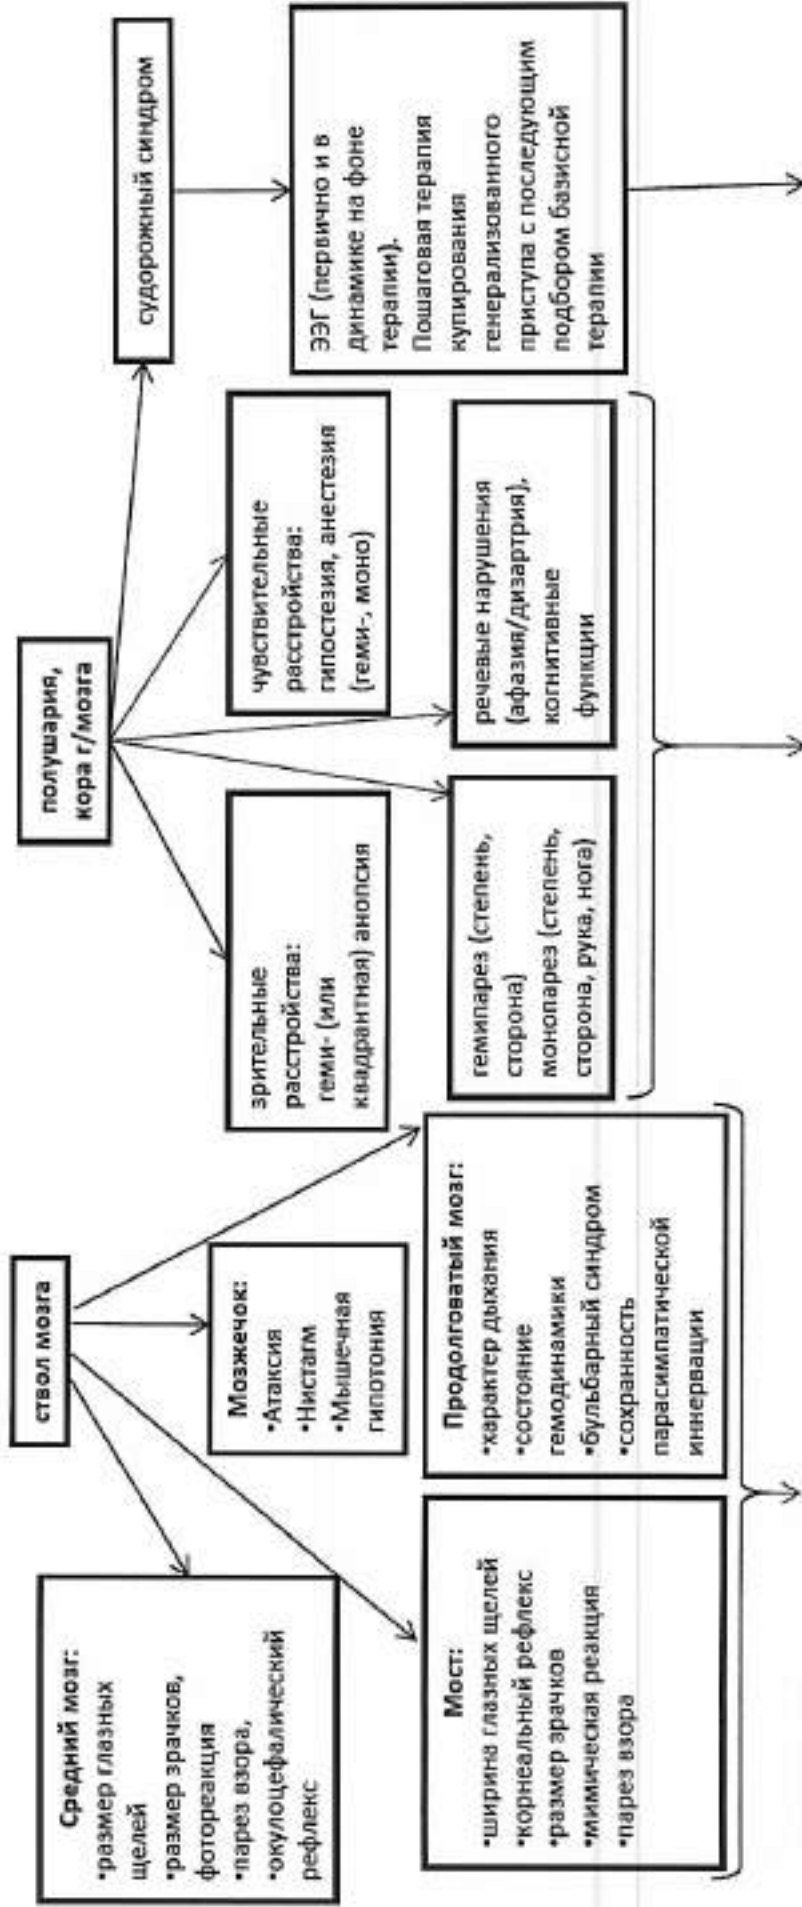 ствол мозга
Средний мозг:
•размер глазных
щелей
•размер зрачков,
фотореакция
•парез взора,
•окулоцефалический
рефлекс
Мозжечок:
•Атаксия
•Нистагм
•Мышечная
гипотония
Мост:
•ширина глазных щелей
•корнеальный рефлекс
•размер зрачков
•мимическая реакция
•парез взора
Продолговатый мозг:
•характер дыхания
•состояние
гемодинамики
•бульбарный синдром
•сохранность
парасимпатической
иннервации
полушария,
кора г/мозга
зрительные
расстройства:
геми- (или
квадрантная) анопсия
чувствительные
расстройства:
гипостезия, анестезия
(геми-, моно)
гемипарез (степень,
сторона)
монопарез (степень,
сторона, рука, нога)
речевые нарушения
(афазия/дизартрия),
когнитивные
функции
судорожный синдром
ЭЭГ (первично и в
динамике на фоне
терапии).
Пошаговая терапия
купирования
генерализованного
приступа с последующим
подбором базисной
терапии